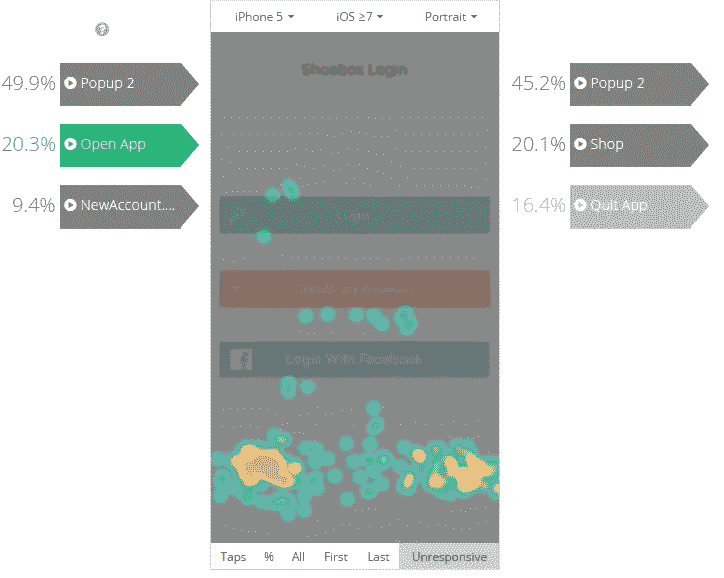 iPhone 5 iOS ≥7 Portrait
Shoebox Login
49.9% Popup 2
20.3% Open App
9.4% NewAccount....
45.2% Popup 2
20.1% Shop
16.4% Quit App
Login With Facebook
Taps % All First Last Unresponsive